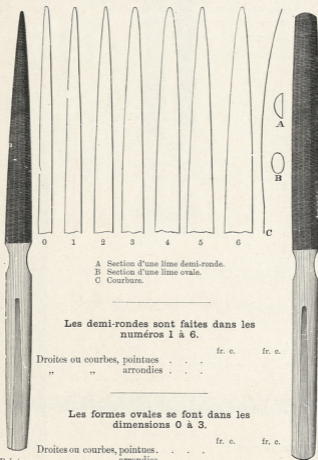 A
B
C
0 1 2 3 4 5 6
A Section d'une lime demi-ronde.
B Section d'une lime ovale.
C Courbure.
Les demi-rondes sont faites dans les
numéros 1 à 6.
fr. c. fr. c.
Droites ou courbes, pointues . . .
„ „ arrondies . . .
Les formes ovales se font dans les
dimensions 0 à 3.
fr. c. fr. c.
Droites ou courbes, pointues. . .